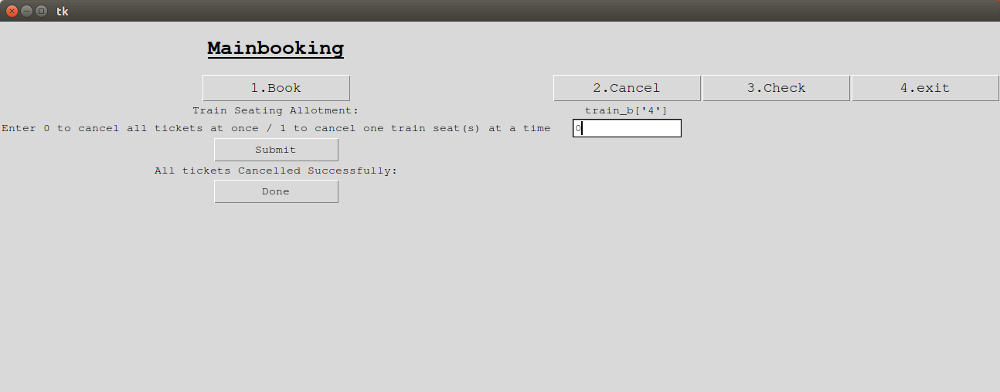 tk
Mainbooking
1.Book 2.Cancel 3.Check 4.exit
Train Seating Allotment: train_b['4']
Enter 0 to cancel all tickets at once / 1 to cancel one train seat(s) at a time 0
Submit
All tickets Cancelled Successfully:
Done